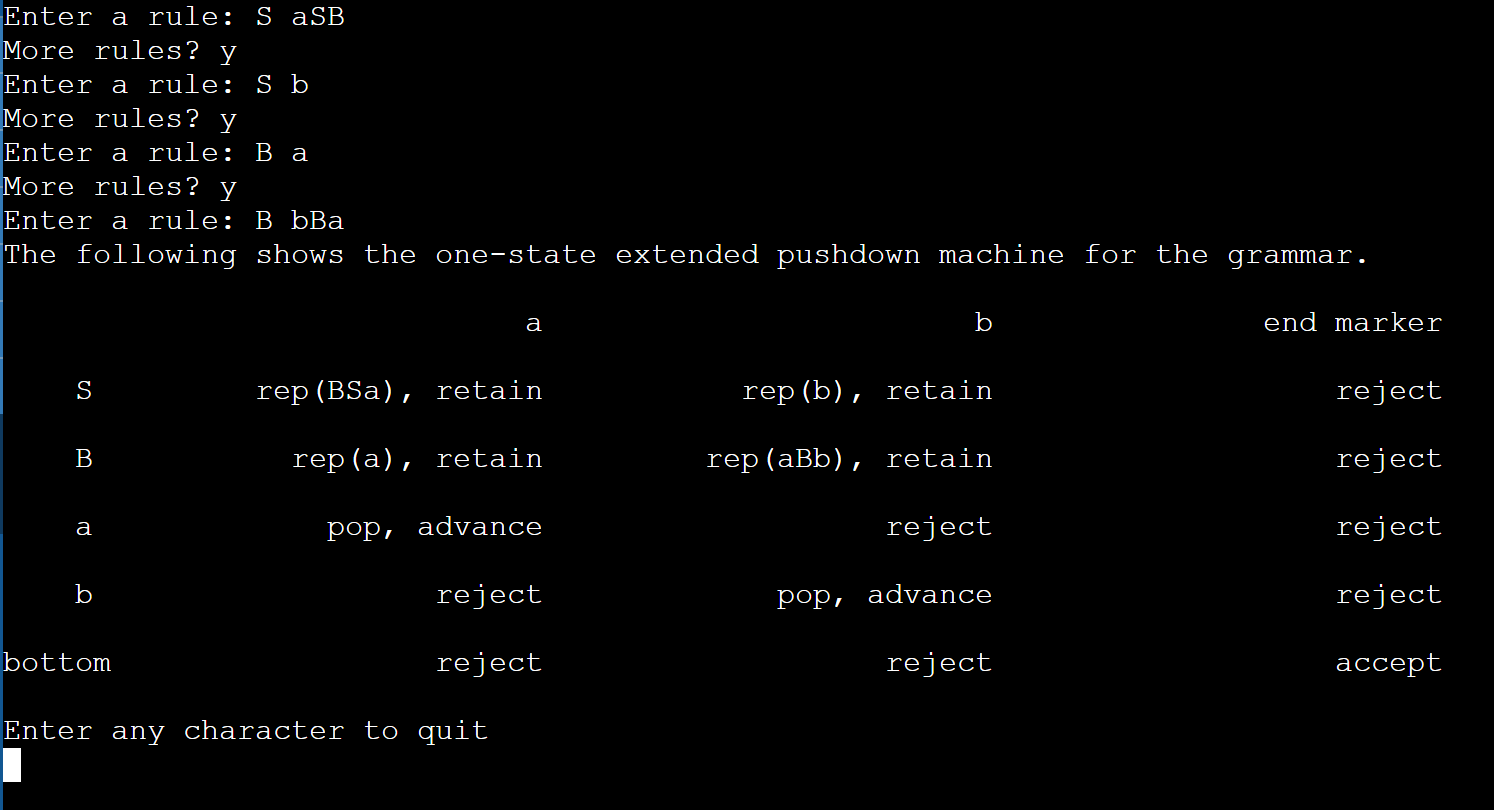 Enter a rule: S aSB
More rules? y
Enter a rule: S b
More rules? y
Enter a rule: B a
More rules? y
Enter a rule: B bBa
The following shows the one-state extended pushdown machine for the grammar.
a b end marker
S rep(BSa), retain rep(b), retain reject
B rep(a), retain rep(aBb), retain reject
a pop, advance reject reject
b reject pop, advance reject
bottom reject reject accept
Enter any character to quit